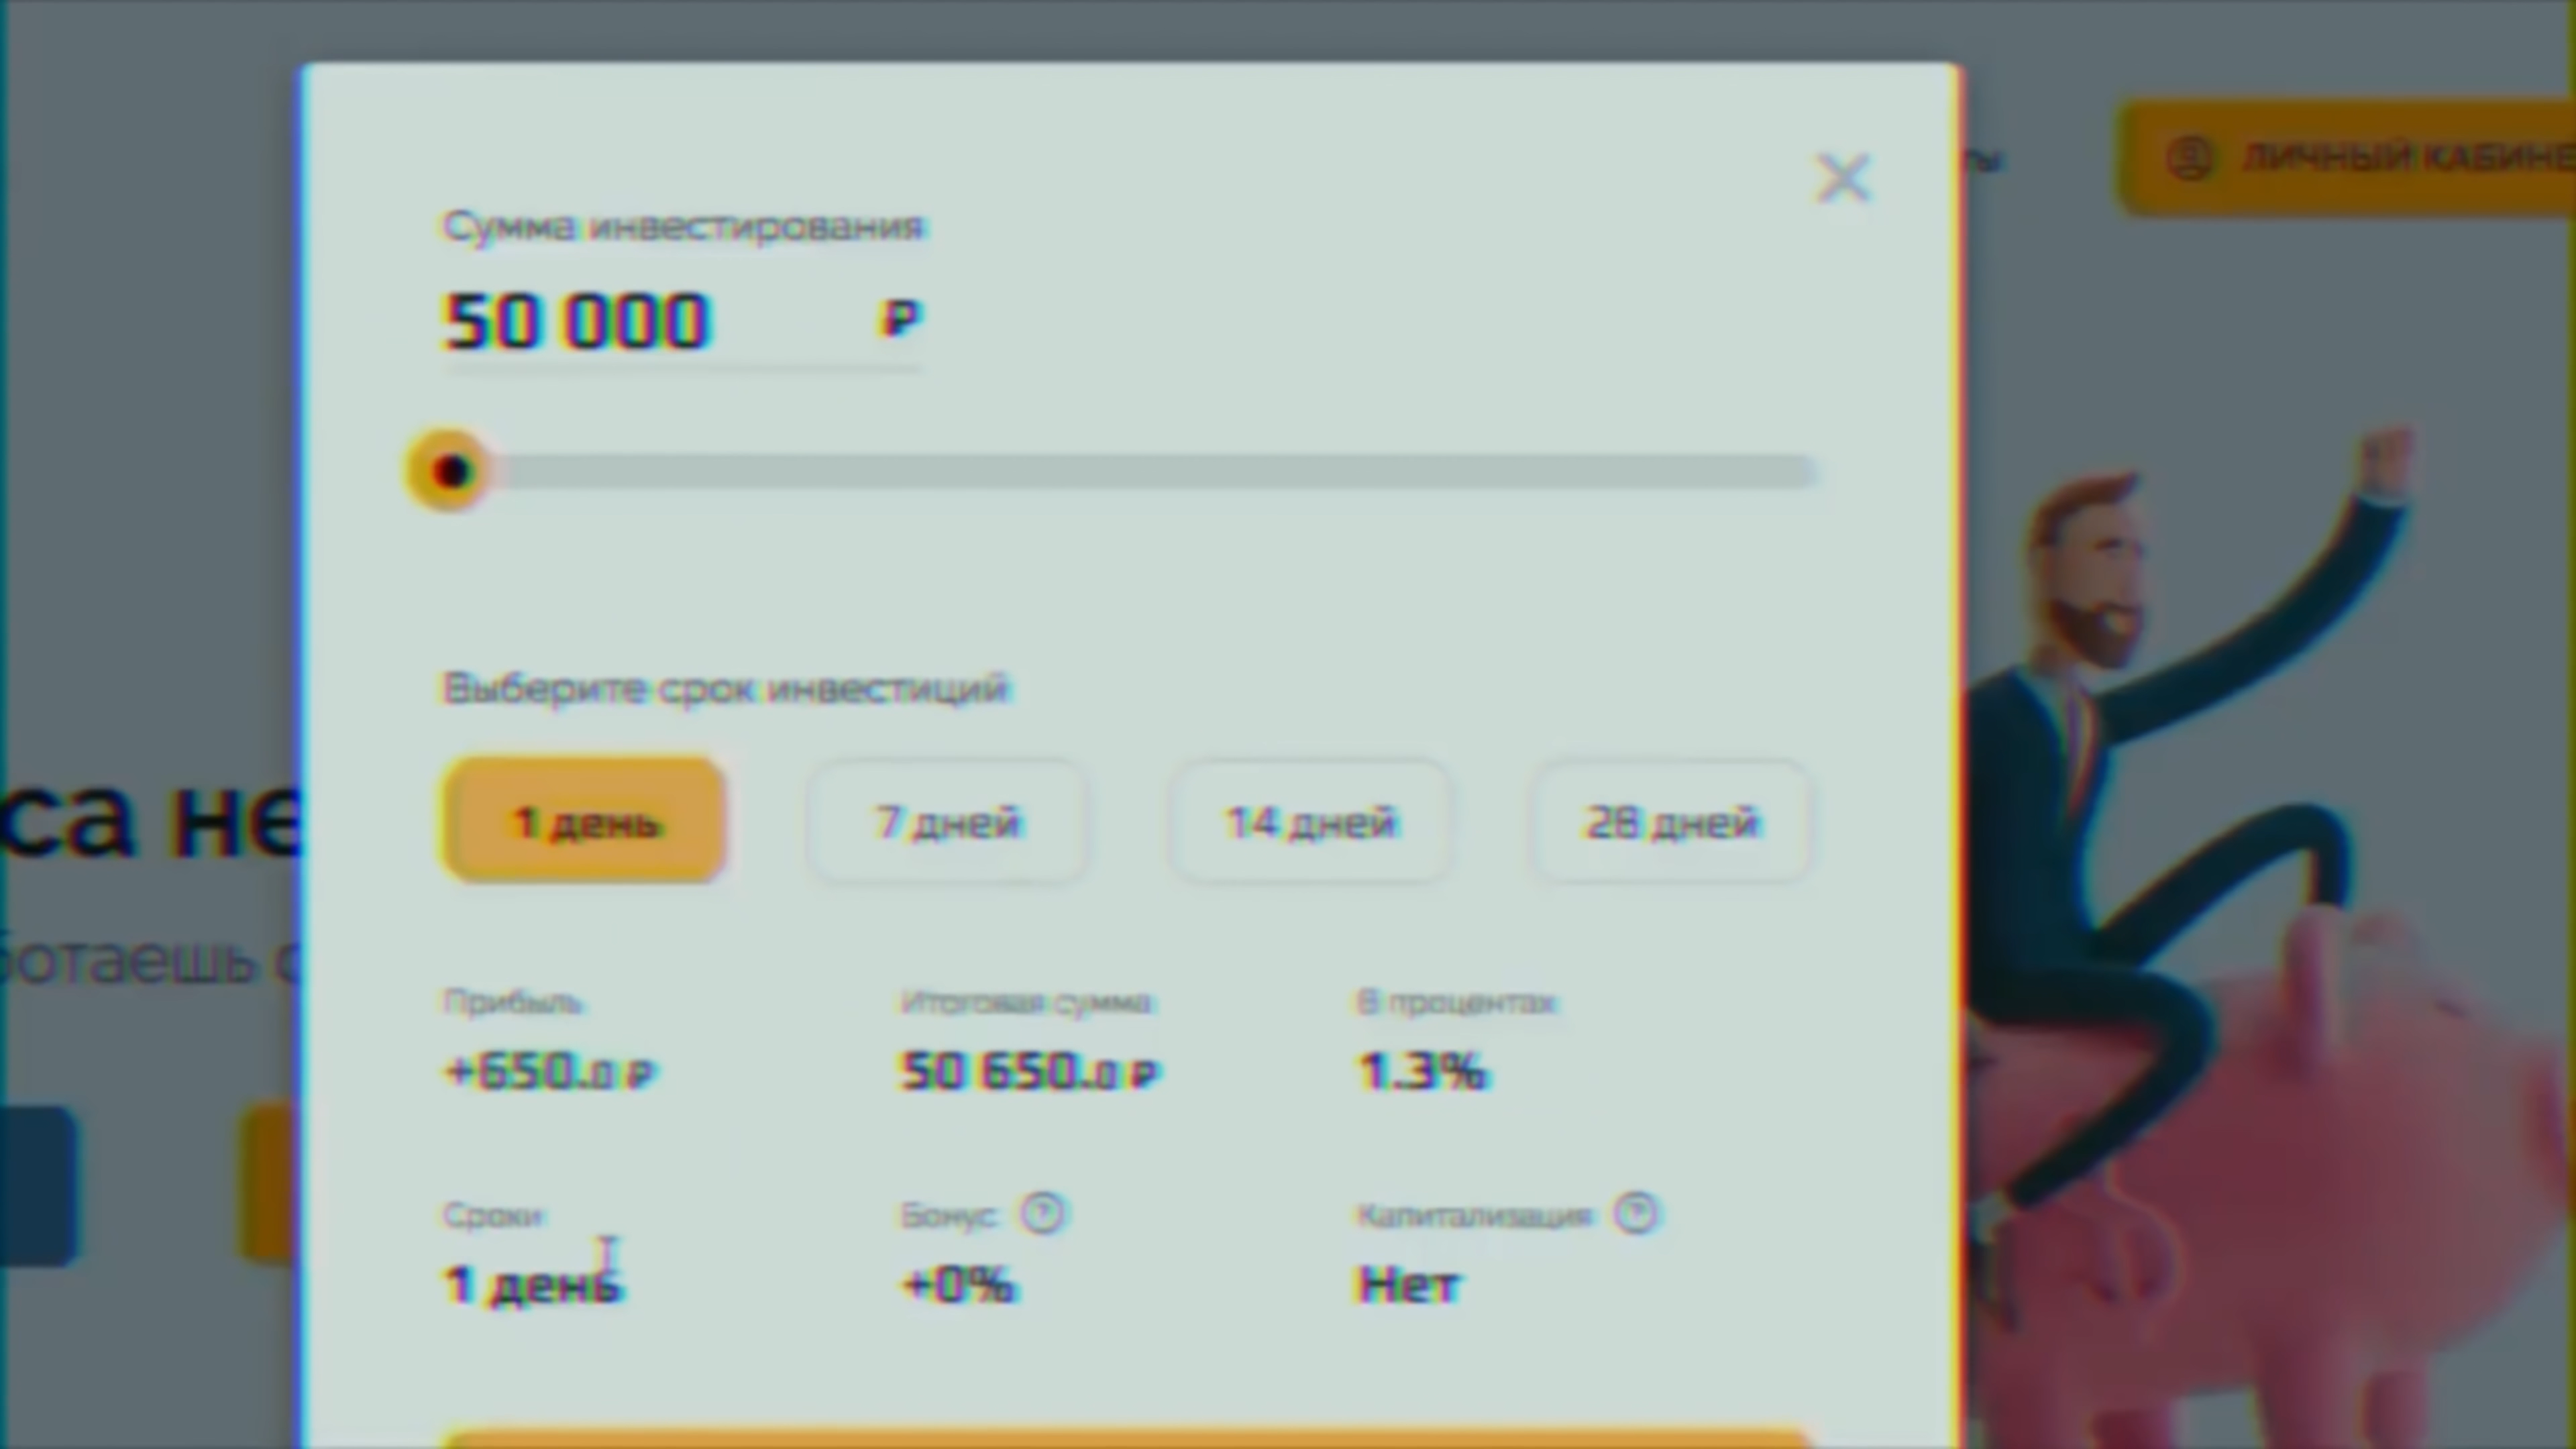 ЛИЧНЫЙ КАБИНЕ
Сумма инвестирования
50 000 ₽
Выберите срок инвестиций
са не
1 день 7 дней 14 дней 28 дней
ботаешь с
Прибыль Итоговая сумма В процентах
+650.0 ₽ 50 650.0 ₽ 1.3%
Сроки Бонус ? Капитализация ?
1 день +0% Нет